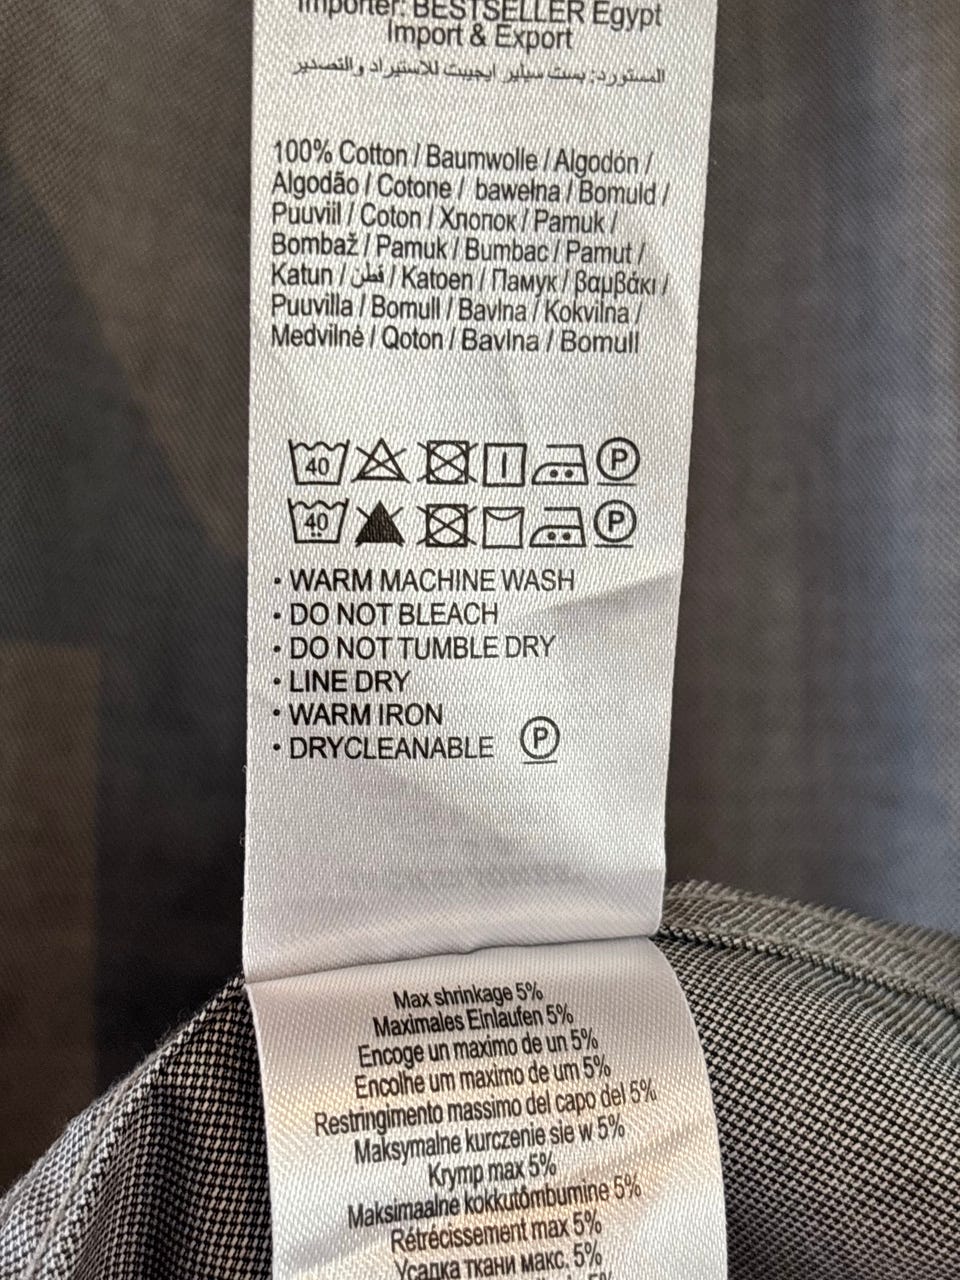 Importer: BESTSELLER Egypt
Import & Export
المستورد: بست سيلير ايجيبت للاستيراد والتصدير
100% Cotton / Baumwolle / Algodón /
Algodão / Cotone / bawełna / Bomuld /
Puuvill / Coton / Хлопок / Pamuk /
Bombaž / Pamuk / Bumbac / Pamut /
Katun / قطن / Katoen / Памук / βαμβάκι /
Puuvilla / Bomull / Bavlna / Kokvilna /
Medvilnė / Qoton / Bavlna / Bomull
40 P
40 P
• WARM MACHINE WASH
• DO NOT BLEACH
• DO NOT TUMBLE DRY
• LINE DRY
• WARM IRON
• DRYCLEANABLE P
Max shrinkage 5%
Maximales Einlaufen 5%
Encoge un maximo de un 5%
Encolhe um maximo de um 5%
Restringimento massimo del capo del 5%
Maksymalne kurczenie sie w 5%
Krymp max 5%
Maksimaalne kokkutõmbumine 5%
Rétrécissement max 5%
Усадка ткани макс. 5%
5%